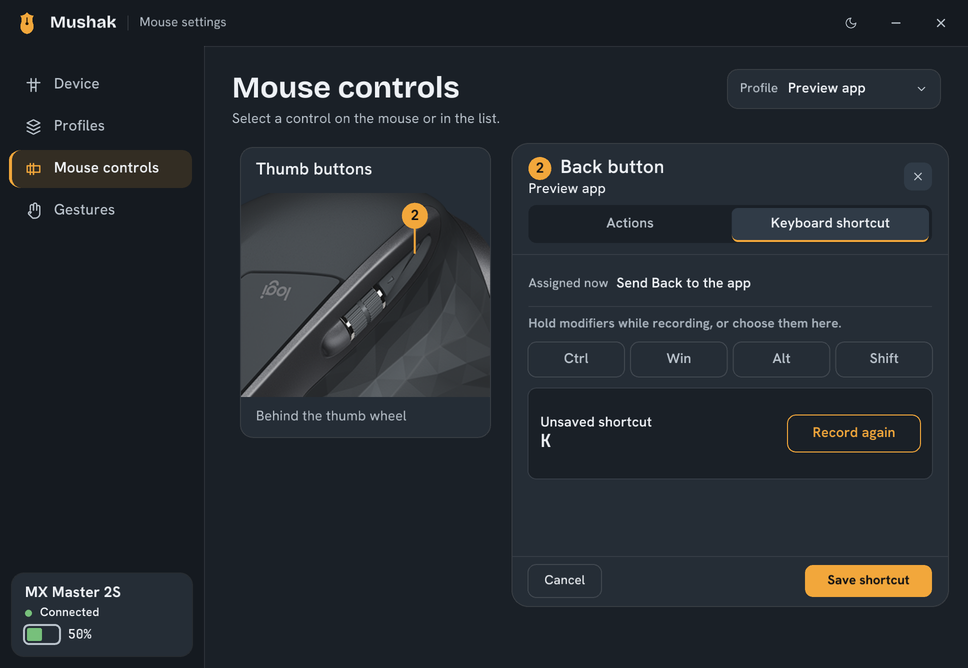 Mushak
Mouse settings
Device
Profiles
Mouse controls
Gestures
MX Master 2S
Connected
50%
Mouse controls
Select a control on the mouse or in the list.
Profile Preview app
Thumb buttons
2
logi
Behind the thumb wheel
2 Back button
Preview app
Actions
Keyboard shortcut
Assigned now Send Back to the app
Hold modifiers while recording, or choose them here.
Ctrl
Win
Alt
Shift
Unsaved shortcut
K
Record again
Cancel
Save shortcut